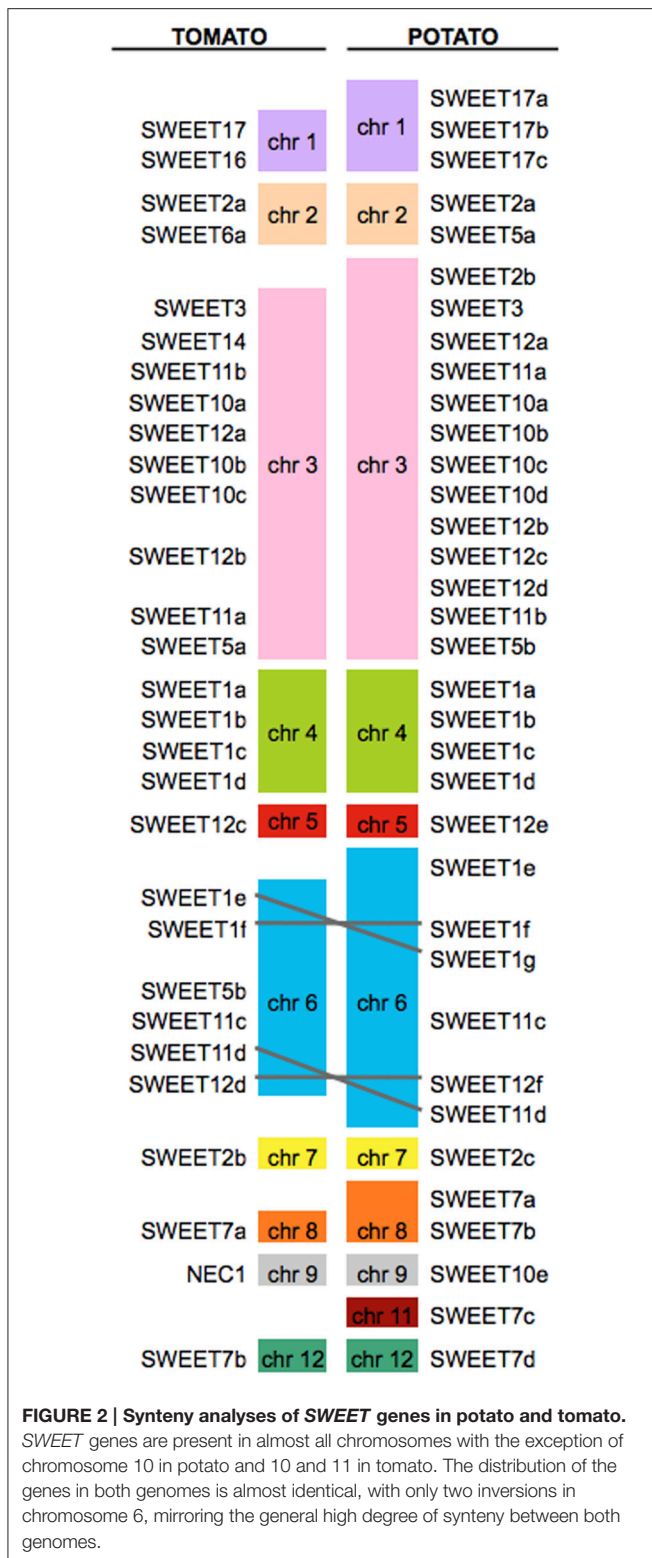 TOMATO POTATO
SWEET17a
SWEET17 chr 1 chr 1 SWEET17b
SWEET16 SWEET17c
SWEET2a chr 2 chr 2 SWEET2a
SWEET6a SWEET5a
SWEET2b
SWEET3 SWEET3
SWEET14 SWEET12a
SWEET11b SWEET11a
SWEET10a SWEET10a
SWEET12a SWEET10b
SWEET10b chr 3 chr 3 SWEET10c
SWEET10c SWEET10d
SWEET12b
SWEET12b SWEET12c
SWEET12d
SWEET11a SWEET11b
SWEET5a SWEET5b
SWEET1a SWEET1a
SWEET1b chr 4 chr 4 SWEET1b
SWEET1c SWEET1c
SWEET1d SWEET1d
SWEET12c chr 5 chr 5 SWEET12e
SWEET1e
SWEET1e
SWEET1f SWEET1f
SWEET1g
SWEET5b chr 6 chr 6
SWEET11c SWEET11c
SWEET11d
SWEET12d SWEET12f
SWEET11d
SWEET2b chr 7 chr 7 SWEET2c
SWEET7a
SWEET7a chr 8 chr 8 SWEET7b
NEC1 chr 9 chr 9 SWEET10e
chr 11 SWEET7c
SWEET7b chr 12 chr 12 SWEET7d
FIGURE 2 | Synteny analyses of SWEET genes in potato and tomato.
SWEET genes are present in almost all chromosomes with the exception of
chromosome 10 in potato and 10 and 11 in tomato. The distribution of the
genes in both genomes is almost identical, with only two inversions in
chromosome 6, mirroring the general high degree of synteny between both
genomes.